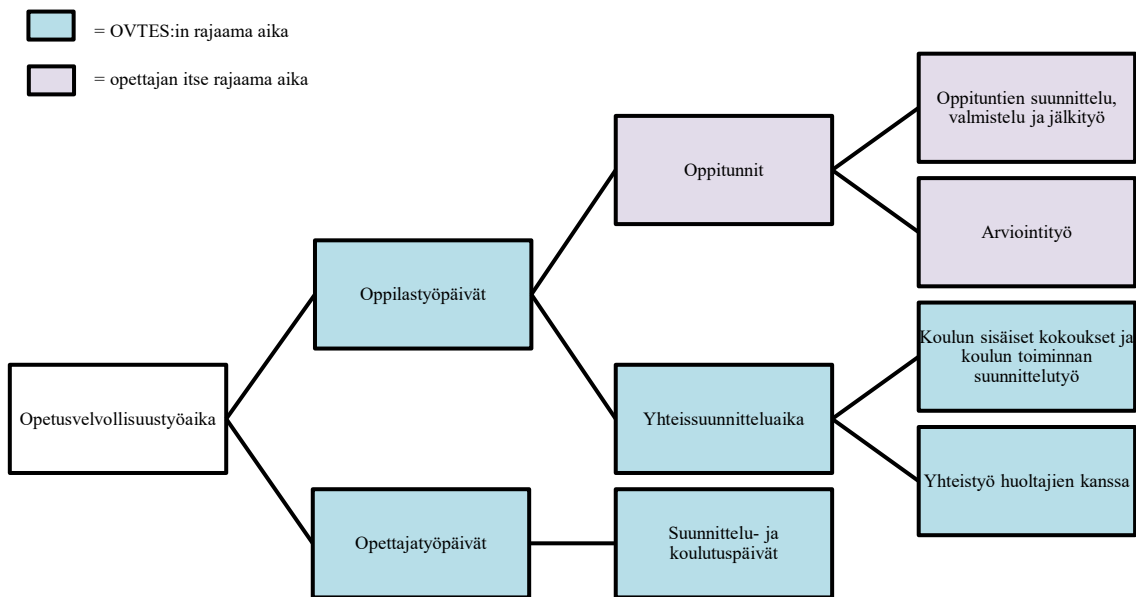 = OVTES:in rajaama aika
= opettajan itse rajaama aika
Oppituntien suunnittelu,
valmistelu ja jälkityö
Oppitunnit
Arviointityö
Oppilastyöpäivät
Koulun sisäiset kokoukset ja
koulun toiminnan
suunnittelutyö
Opetusvelvollisuustyöaika
Yhteissuunnitteluaika
Yhteistyö huoltajien kanssa
Opettajatyöpäivät
Suunnittelu- ja
koulutuspäivät